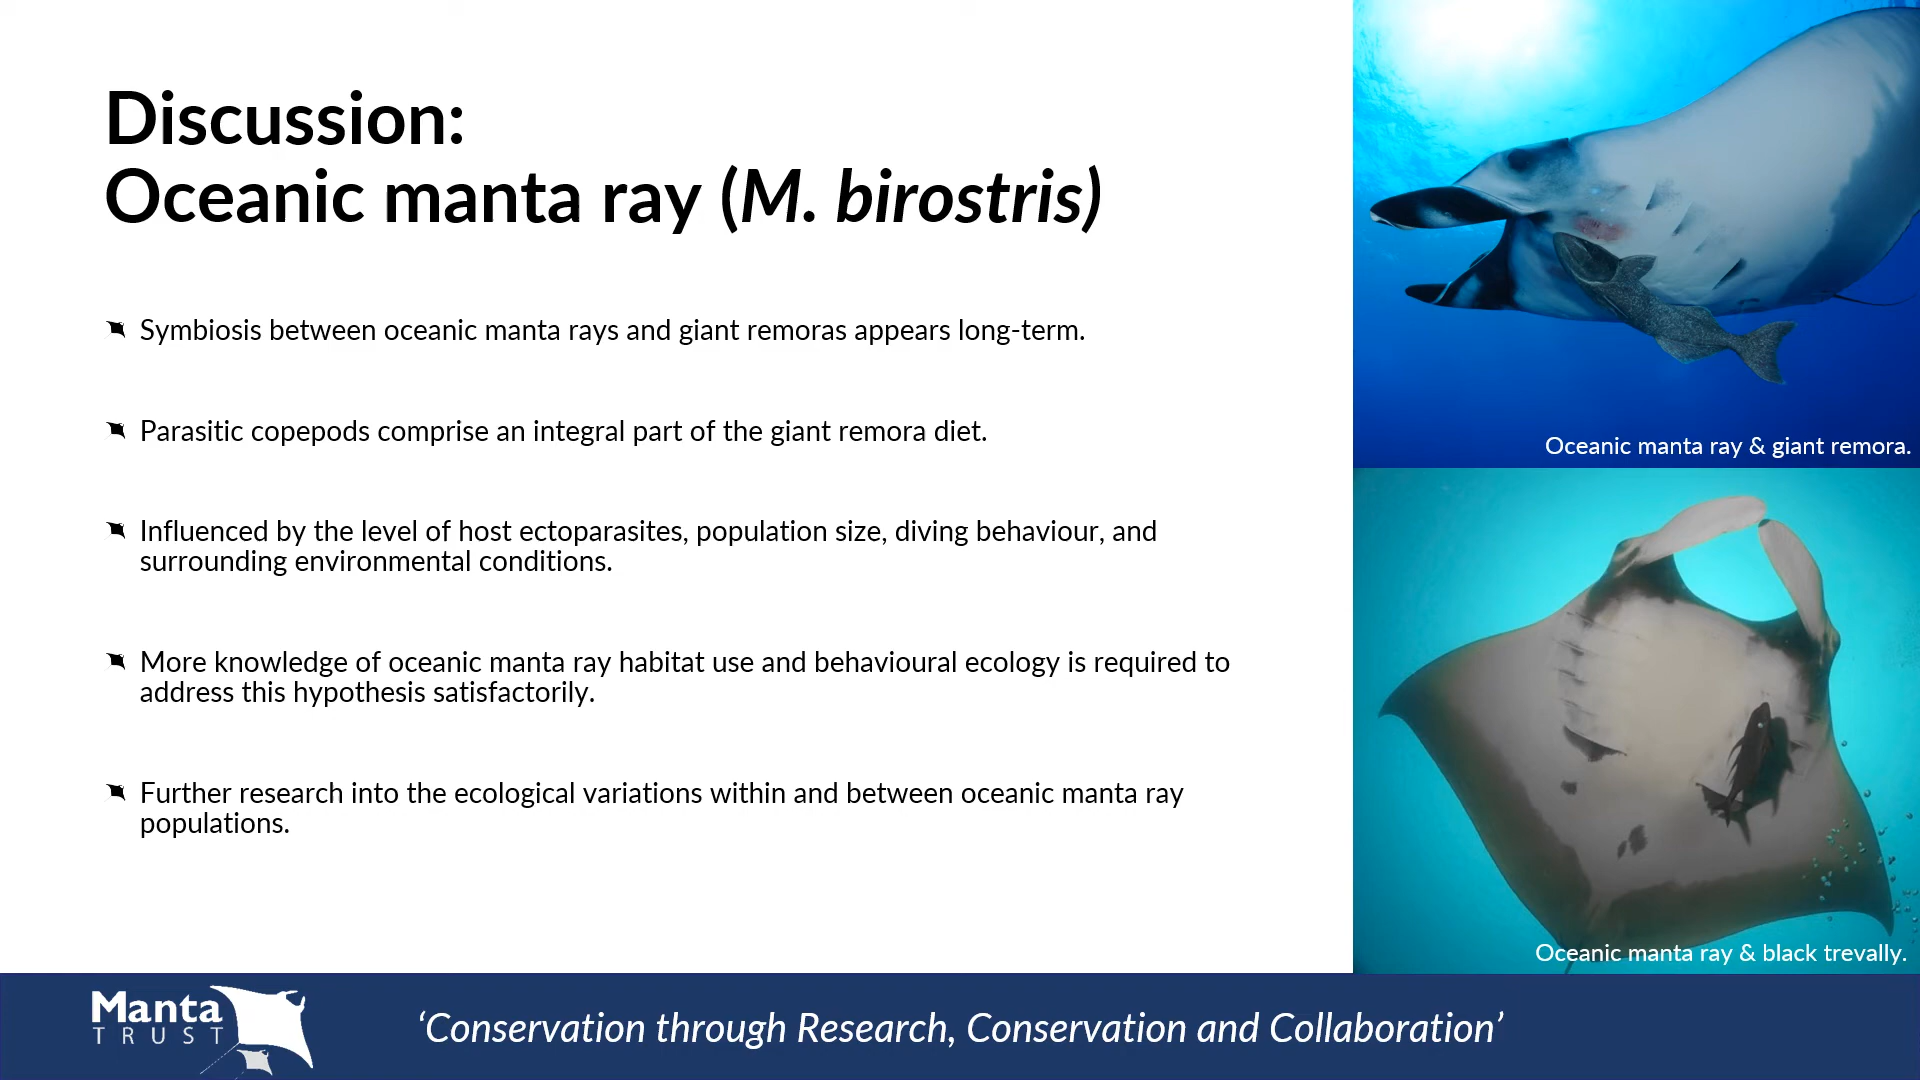 Discussion:
Oceanic manta ray (M. birostris)
Symbiosis between oceanic manta rays and giant remoras appears long-term.
Parasitic copepods comprise an integral part of the giant remora diet.
Influenced by the level of host ectoparasites, population size, diving behaviour, and
surrounding environmental conditions.
More knowledge of oceanic manta ray habitat use and behavioural ecology is required to
address this hypothesis satisfactorily.
Further research into the ecological variations within and between oceanic manta ray
populations.
Oceanic manta ray & giant remora.
Oceanic manta ray & black trevally.
Manta
TRUST
‘Conservation through Research, Conservation and Collaboration’